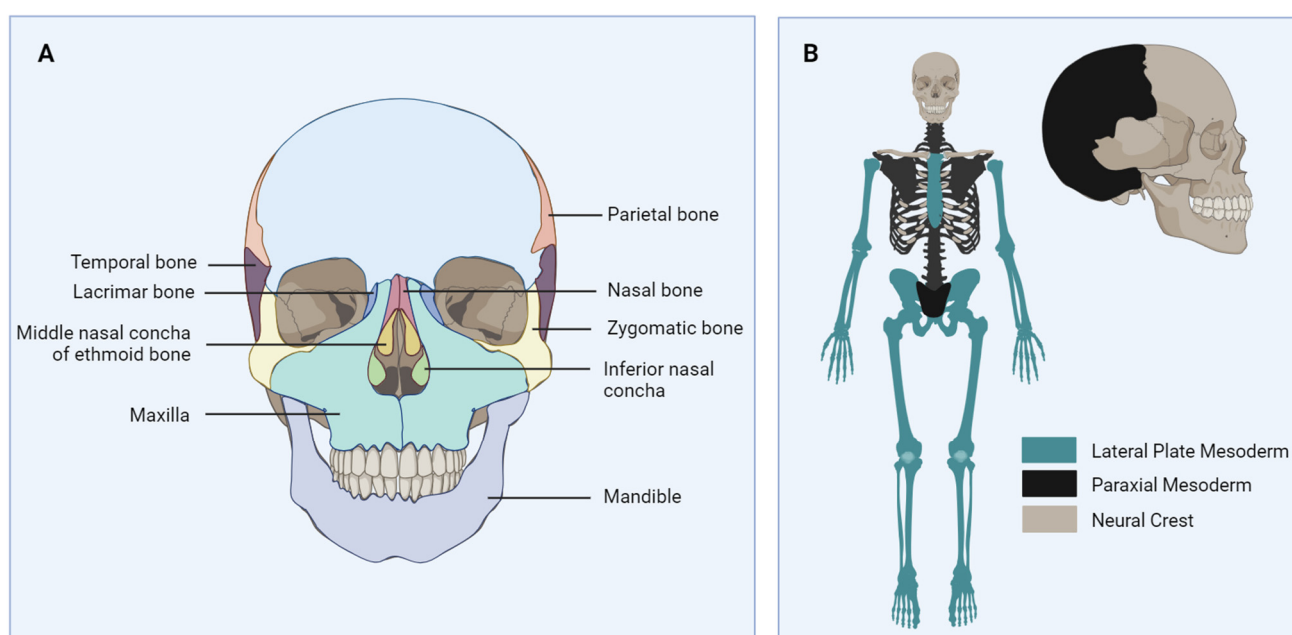 A
Parietal bone
Temporal bone
Lacrimar bone
Nasal bone
Middle nasal concha
of ethmoid bone
Zygomatic bone
Inferior nasal
concha
Maxilla
Mandible
B
Lateral Plate Mesoderm
Paraxial Mesoderm
Neural Crest